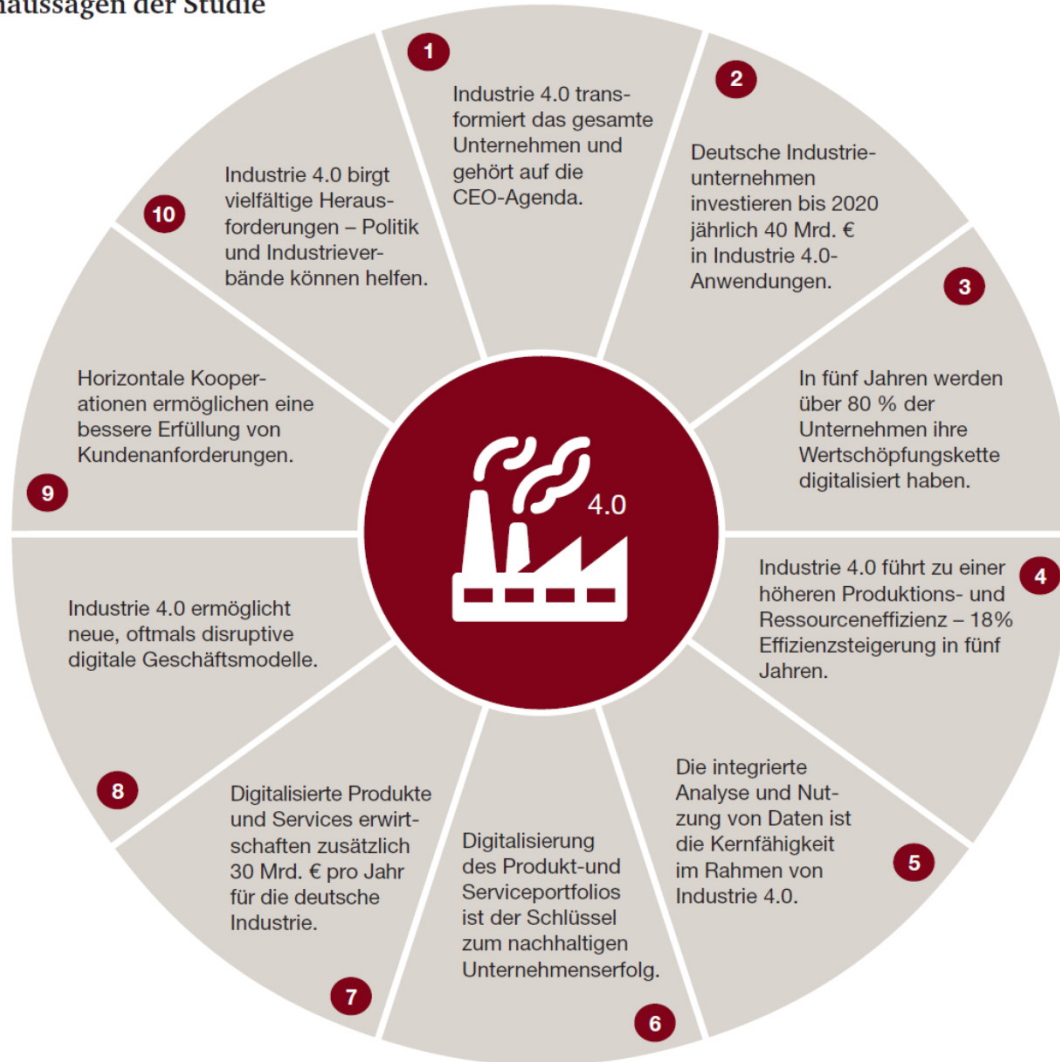 naussagen der Studie
1
Industrie 4.0 trans-
formiert das gesamte
Unternehmen und
gehört auf die
CEO-Agenda.
2
Deutsche Industrie-
unternehmen
investieren bis 2020
jährlich 40 Mrd. €
in Industrie 4.0-
Anwendungen.
3
In fünf Jahren werden
über 80 % der
Unternehmen ihre
Wertschöpfungskette
digitalisiert haben.
4
Industrie 4.0 führt zu einer
höheren Produktions- und
Ressourceneffizienz – 18%
Effizienzsteigerung in fünf
Jahren.
5
Die integrierte
Analyse und Nut-
zung von Daten ist
die Kernfähigkeit
im Rahmen von
Industrie 4.0.
6
Digitalisierung
des Produkt-und
Serviceportfolios
ist der Schlüssel
zum nachhaltigen
Unternehmenserfolg.
7
Digitalisierte Produkte
und Services erwirt-
schaften zusätzlich
30 Mrd. € pro Jahr
für die deutsche
Industrie.
8
Industrie 4.0 ermöglicht
neue, oftmals disruptive
digitale Geschäftsmodelle.
9
Horizontale Kooper-
ationen ermöglichen eine
bessere Erfüllung von
Kundenanforderungen.
10
Industrie 4.0 birgt
vielfältige Heraus-
forderungen – Politik
und Industriever-
bände können helfen.
4.0